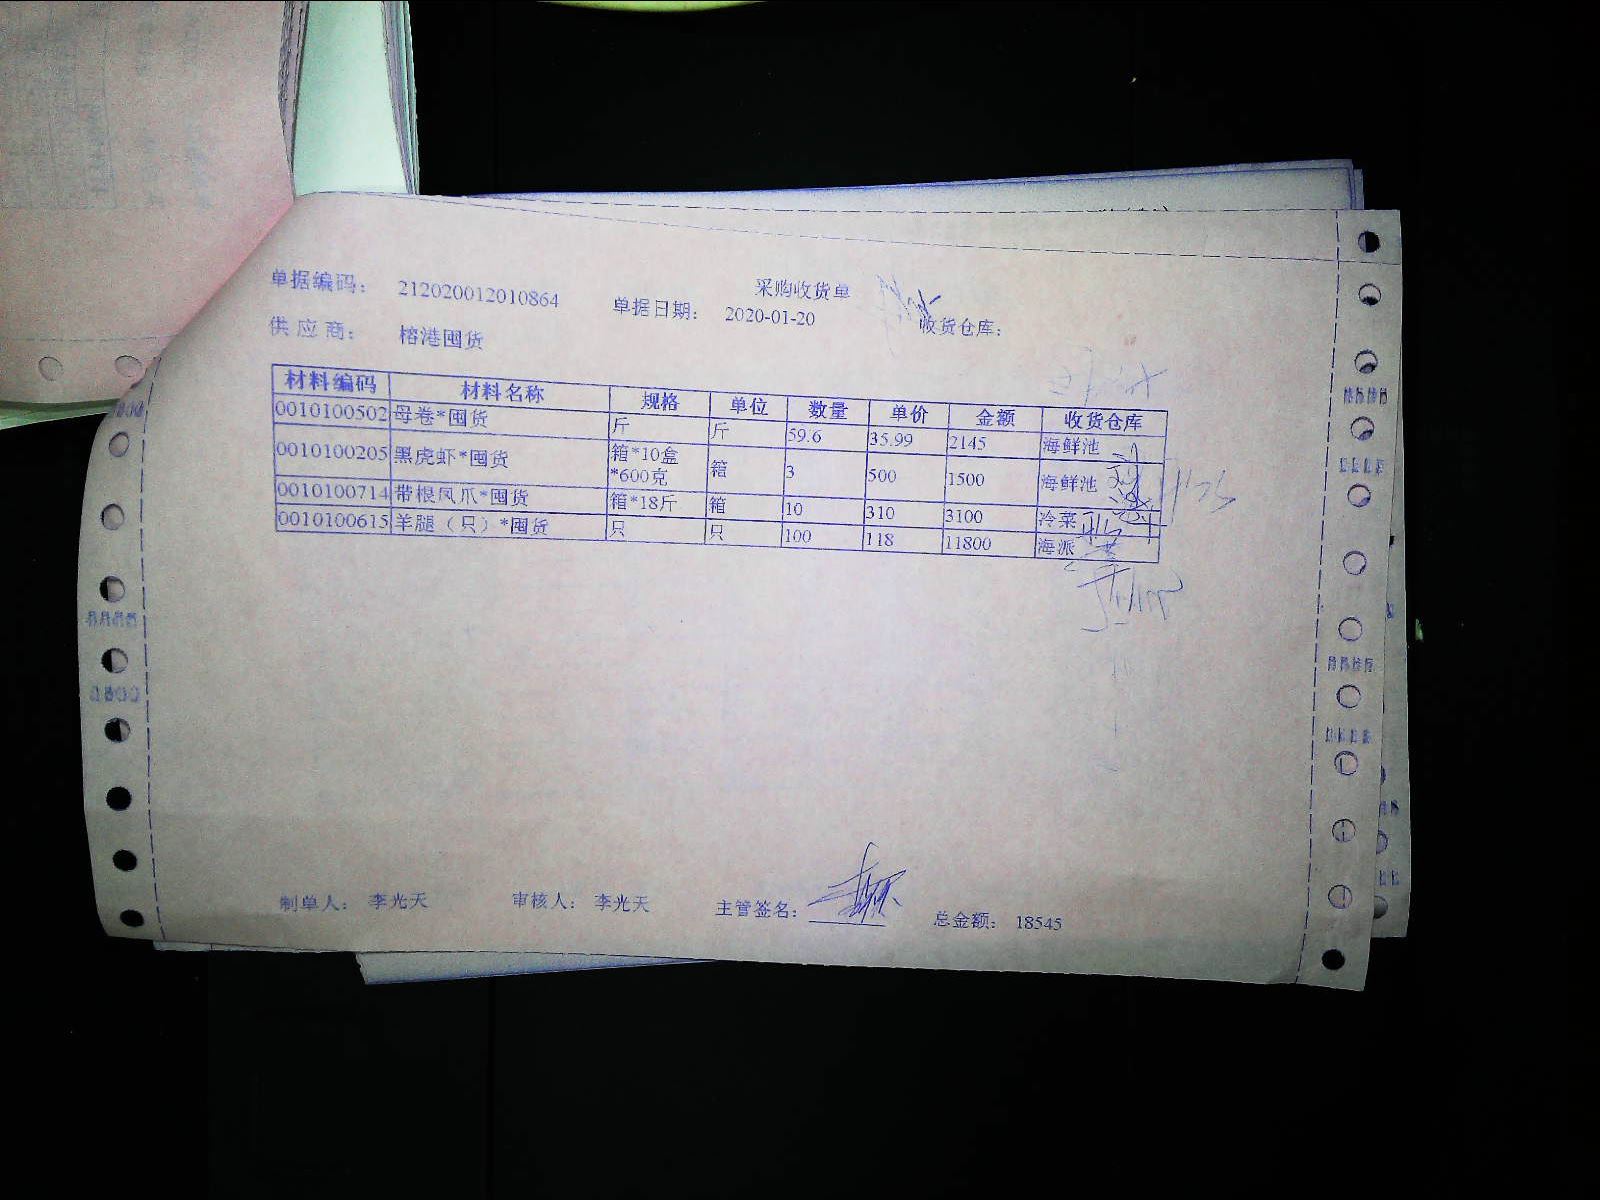 采购收货单
单据编码： 212020012010864 单据日期： 2020-01-20 收货仓库：
供 应 商： 榕港囤货
材料编码 材料名称 规格 单位 数量 单价 金额 收货仓库
0010100502 母卷*囤货 斤 斤 59.6 35.99 2145 海鲜池
0010100205 黑虎虾*囤货 箱*10盒*600克 箱 3 500 1500 海鲜池
0010100714 带根凤爪*囤货 箱*18斤 箱 10 310 3100 冷菜
0010100615 羊腿（只）*囤货 只 只 100 118 11800 海派
制单人： 李光天 审核人： 李光天 主管签名： 总金额： 18545